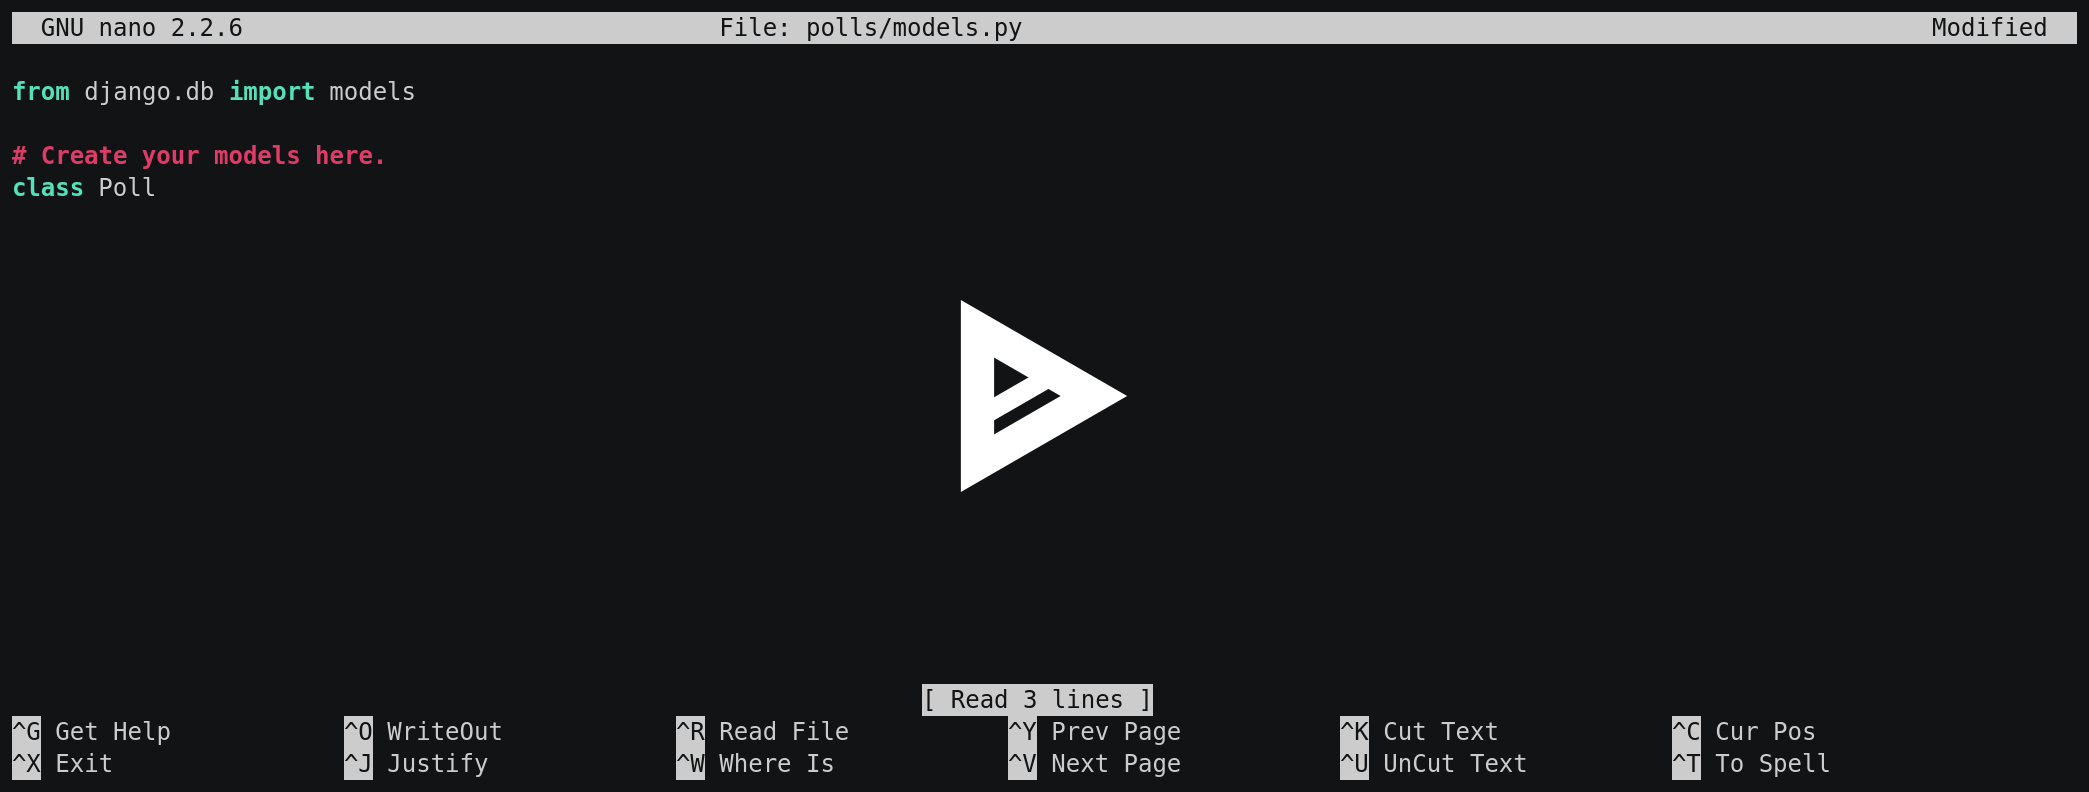 GNU nano 2.2.6 File: polls/models.py Modified
from django.db import models
# Create your models here.
class Poll
[ Read 3 lines ]
^G Get Help ^O WriteOut ^R Read File ^Y Prev Page ^K Cut Text ^C Cur Pos
^X Exit ^J Justify ^W Where Is ^V Next Page ^U UnCut Text ^T To Spell